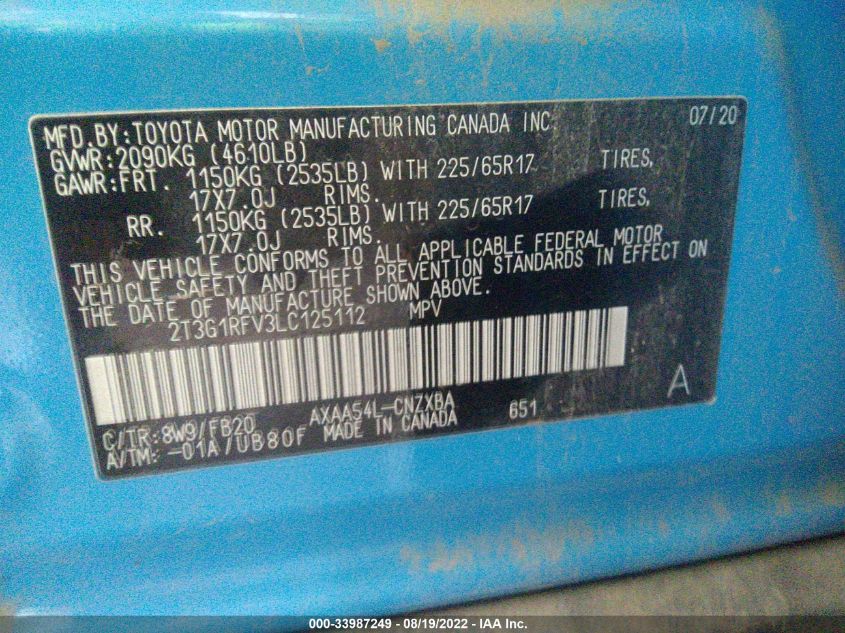 MFD.BY:TOYOTA MOTOR MANUFACTURING CANADA INC. 07/20
GVWR:2090KG (4610LB)
GAWR:FRT. 1150KG (2535LB) WITH 225/65R17 TIRES,
17X7.0J RIMS.
RR. 1150KG (2535LB) WITH 225/65R17 TIRES,
17X7.0J RIMS.
THIS VEHICLE CONFORMS TO ALL APPLICABLE FEDERAL MOTOR
VEHICLE SAFETY AND THEFT PREVENTION STANDARDS IN EFFECT ON
THE DATE OF MANUFACTURE SHOWN ABOVE.
2T3G1RFV3LC125112 MPV
A
C/TR:8W9/FB20 AXAA54L-CNZXBA 651
A/TM:-01A/UB80F MADE IN CANADA
000-33987249 - 08/19/2022 - IAA Inc.